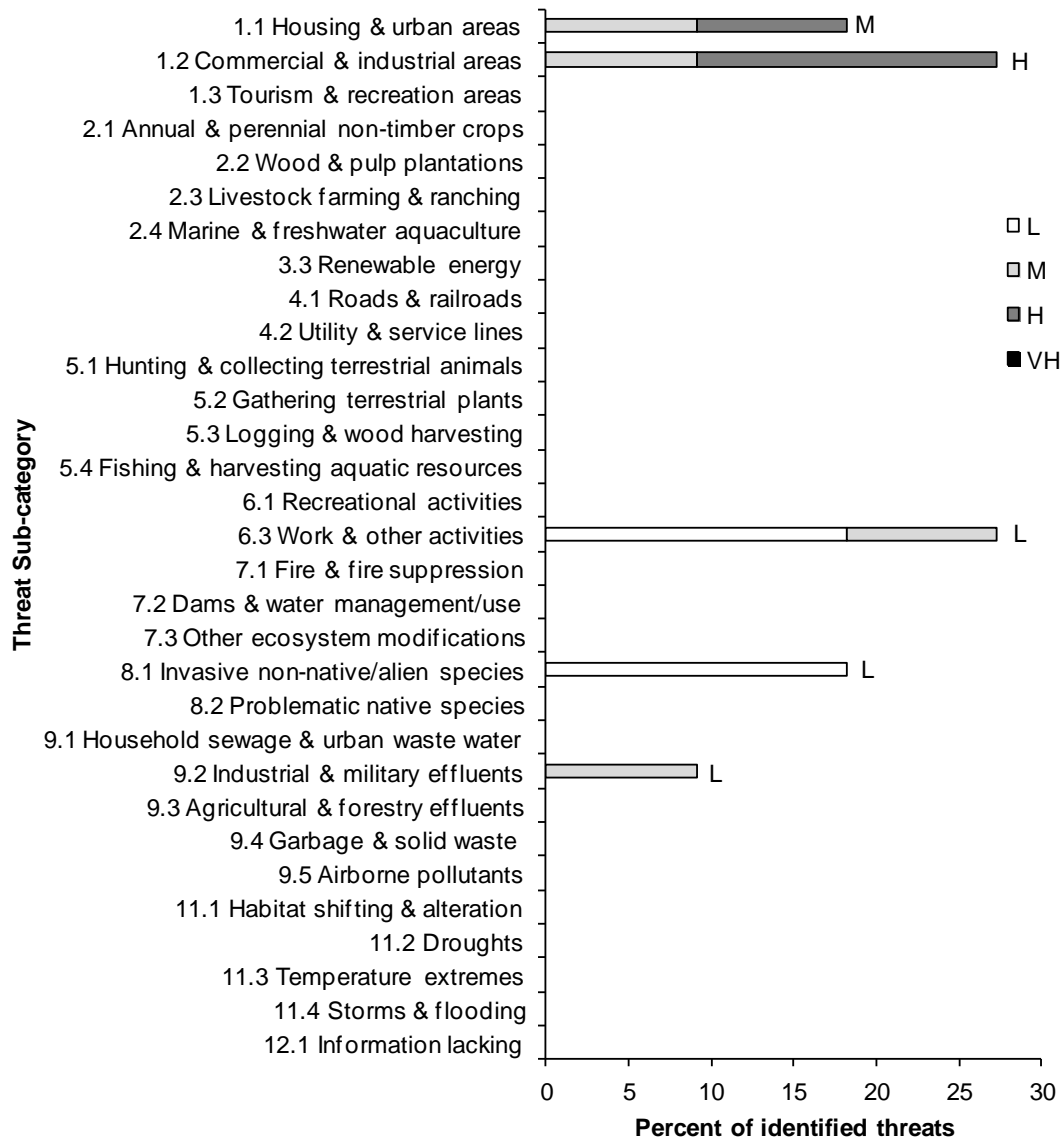 1.1 Housing & urban areas
M
1.2 Commercial & industrial areas
H
1.3 Tourism & recreation areas
2.1 Annual & perennial non-timber crops
2.2 Wood & pulp plantations
2.3 Livestock farming & ranching
2.4 Marine & freshwater aquaculture
3.3 Renewable energy
4.1 Roads & railroads
4.2 Utility & service lines
5.1 Hunting & collecting terrestrial animals
5.2 Gathering terrestrial plants
5.3 Logging & wood harvesting
5.4 Fishing & harvesting aquatic resources
6.1 Recreational activities
6.3 Work & other activities
L
7.1 Fire & fire suppression
7.2 Dams & water management/use
7.3 Other ecosystem modifications
8.1 Invasive non-native/alien species
L
8.2 Problematic native species
9.1 Household sewage & urban waste water
9.2 Industrial & military effluents
L
9.3 Agricultural & forestry effluents
9.4 Garbage & solid waste
9.5 Airborne pollutants
11.1 Habitat shifting & alteration
11.2 Droughts
11.3 Temperature extremes
11.4 Storms & flooding
12.1 Information lacking
Threat Sub-category
L
M
H
VH
0 5 10 15 20 25 30
Percent of identified threats